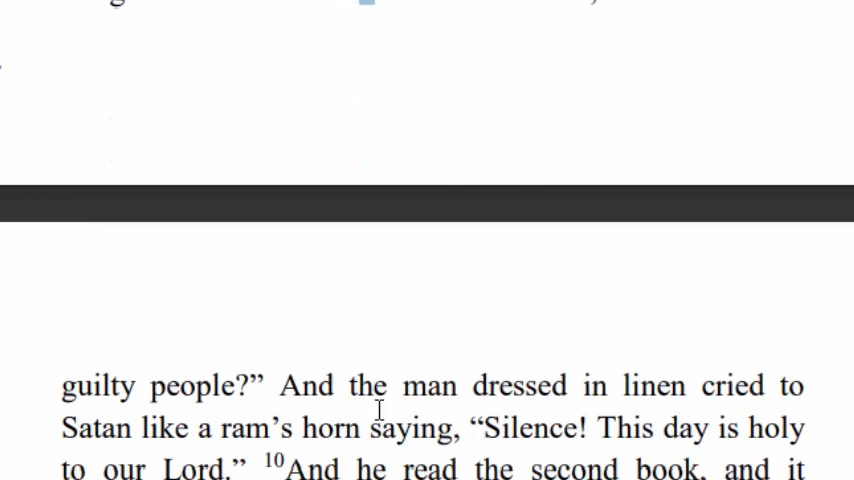 guilty people?” And the man dressed in linen cried to
Satan like a ram’s horn saying, “Silence! This day is holy
to our Lord.” ¹⁰And he read the second book, and it